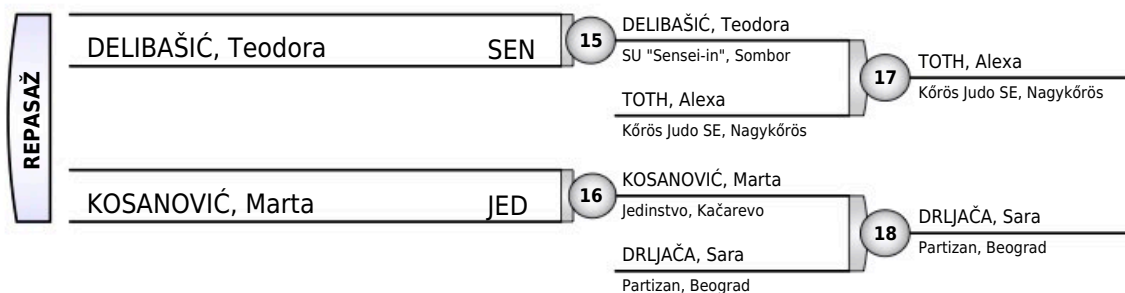 REPASAŽ
DELIBAŠIĆ, Teodora SEN
15
DELIBAŠIĆ, Teodora
SU "Sensei-in", Sombor
TOTH, Alexa
Kőrös Judo SE, Nagykőrös
17
TOTH, Alexa
Kőrös Judo SE, Nagykőrös
KOSANOVIĆ, Marta JED
16
KOSANOVIĆ, Marta
Jedinstvo, Kačarevo
DRLJAČA, Sara
Partizan, Beograd
18
DRLJAČA, Sara
Partizan, Beograd